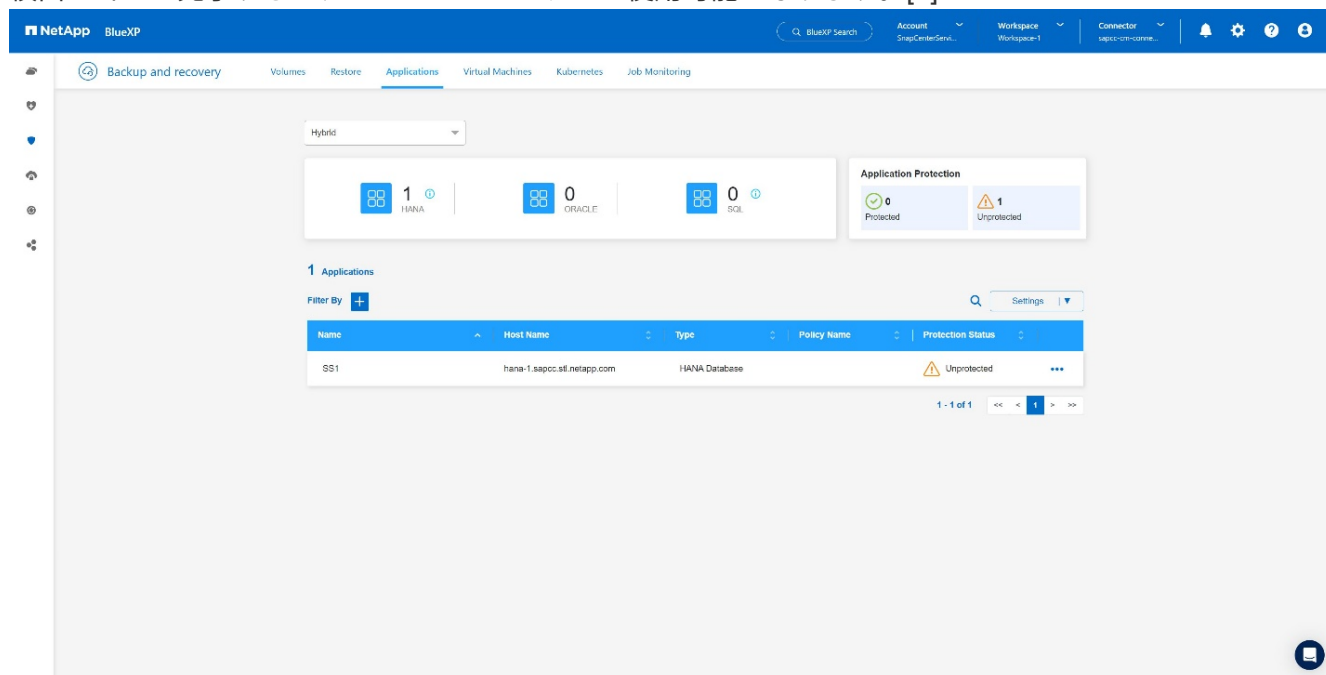 NetApp BlueXP
BlueXP Search
Account
SnapCenterServi...
Workspace
Workspace-1
Connector
sapcc-cm-conne...
Backup and recovery
Volumes Restore Applications Virtual Machines Kubernetes Job Monitoring
Hybrid
1
HANA
0
ORACLE
0
SQL
Application Protection
0
Protected
1
Unprotected
1 Applications
Filter By
Settings
Name Host Name Type Policy Name Protection Status
SS1 hana-1.sapcc.stl.netapp.com HANA Database Unprotected
1 - 1 of 1 << < 1 > >>